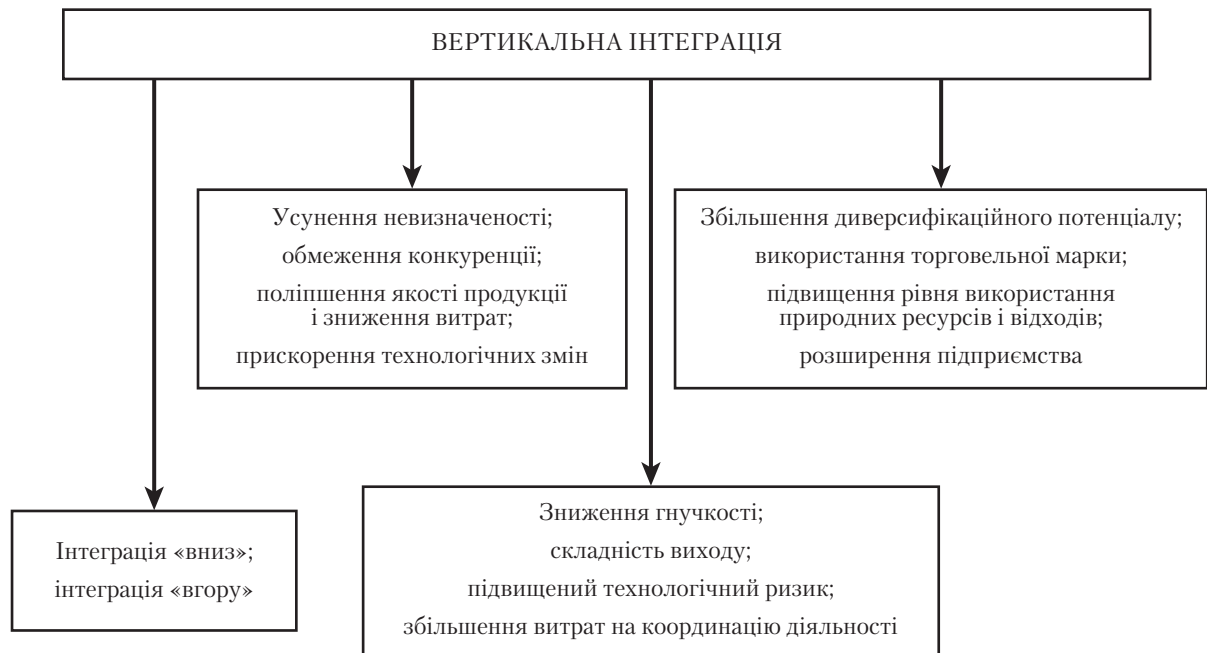 ВЕРТИКАЛЬНА ІНТЕГРАЦІЯ
Усунення невизначеності;
обмеження конкуренції;
поліпшення якості продукції
і зниження витрат;
прискорення технологічних змін
Збільшення диверсифікаційного потенціалу;
використання торговельної марки;
підвищення рівня використання
природних ресурсів і відходів;
розширення підприємства
Інтеграція «вниз»;
інтеграція «вгору»
Зниження гнучкості;
складність виходу;
підвищений технологічний ризик;
збільшення витрат на координацію діяльності